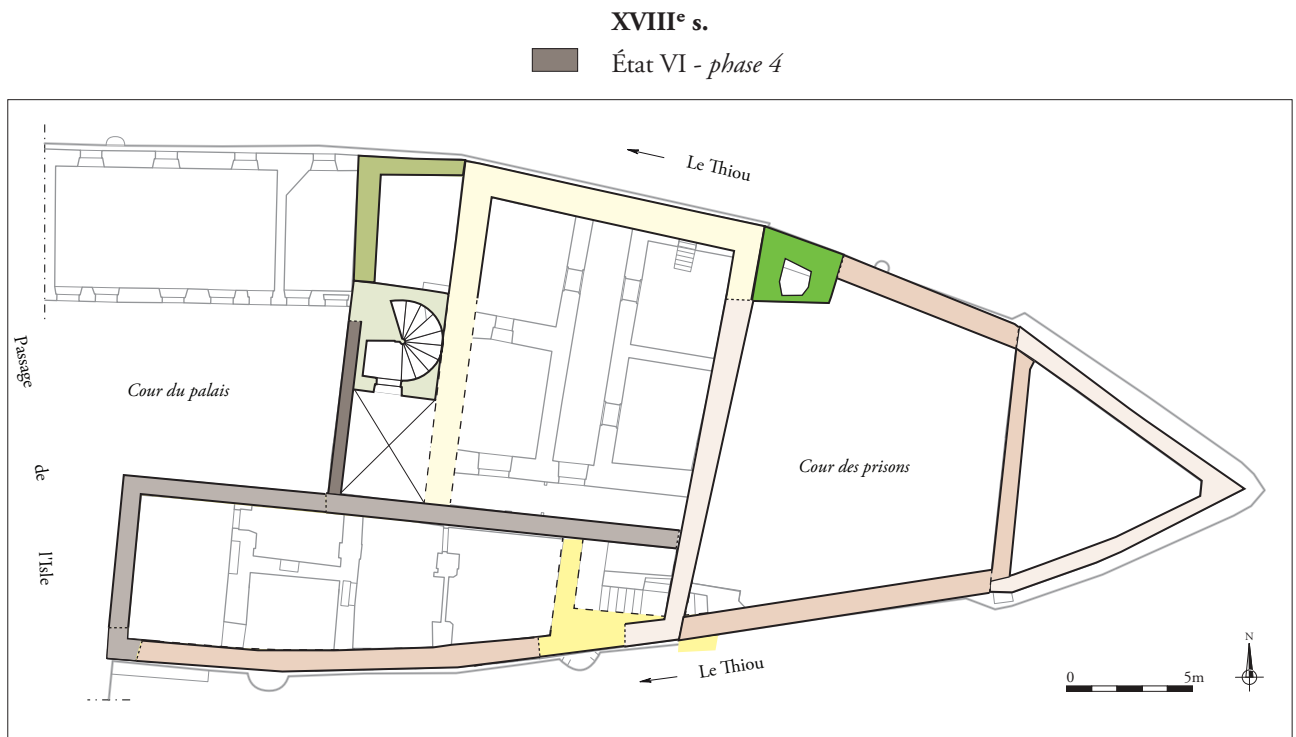 XVIIIᵉ s.
État VI - phase 4
Le Thiou
Passage
de
l'Isle
Cour du palais
Cour des prisons
Le Thiou
0 5m
N